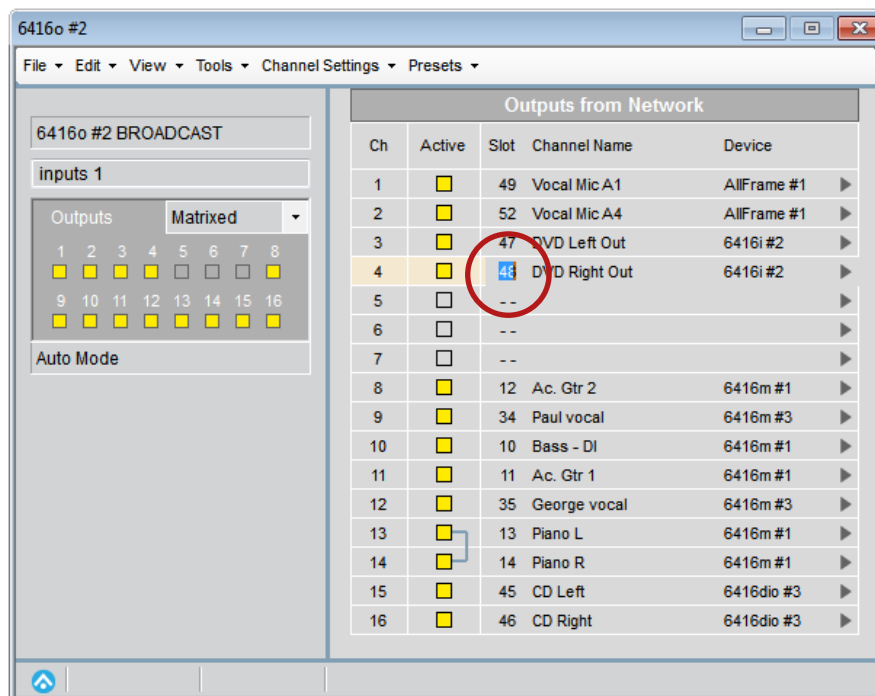 6416o #2
File Edit View Tools Channel Settings Presets
6416o #2 BROADCAST
inputs 1
Outputs Matrixed
1 2 3 4 5 6 7 8
9 10 11 12 13 14 15 16
Auto Mode
Outputs from Network
Ch Active Slot Channel Name Device
1 49 Vocal Mic A1 AllFrame #1
2 52 Vocal Mic A4 AllFrame #1
3 47 DVD Left Out 6416i #2
4 48 DVD Right Out 6416i #2
5 - -
6 - -
7 - -
8 12 Ac. Gtr 2 6416m #1
9 34 Paul vocal 6416m #3
10 10 Bass - DI 6416m #1
11 11 Ac. Gtr 1 6416m #1
12 35 George vocal 6416m #3
13 13 Piano L 6416m #1
14 14 Piano R 6416m #1
15 45 CD Left 6416dio #3
16 46 CD Right 6416dio #3